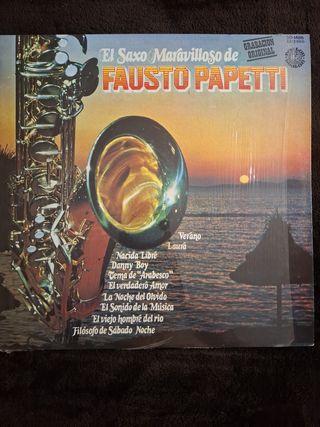 El Saxo Maravilloso de
FAUSTO PAPETTI
GRABACION
ORIGINAL
Verano
Laura
Nacida Libre
Danny Boy
Tema de "Arabesco"
El verdadero Amor
La Noche del Olvido
El Sonido de la Música
El viejo hombre del rio
Filósofo de Sábado Noche